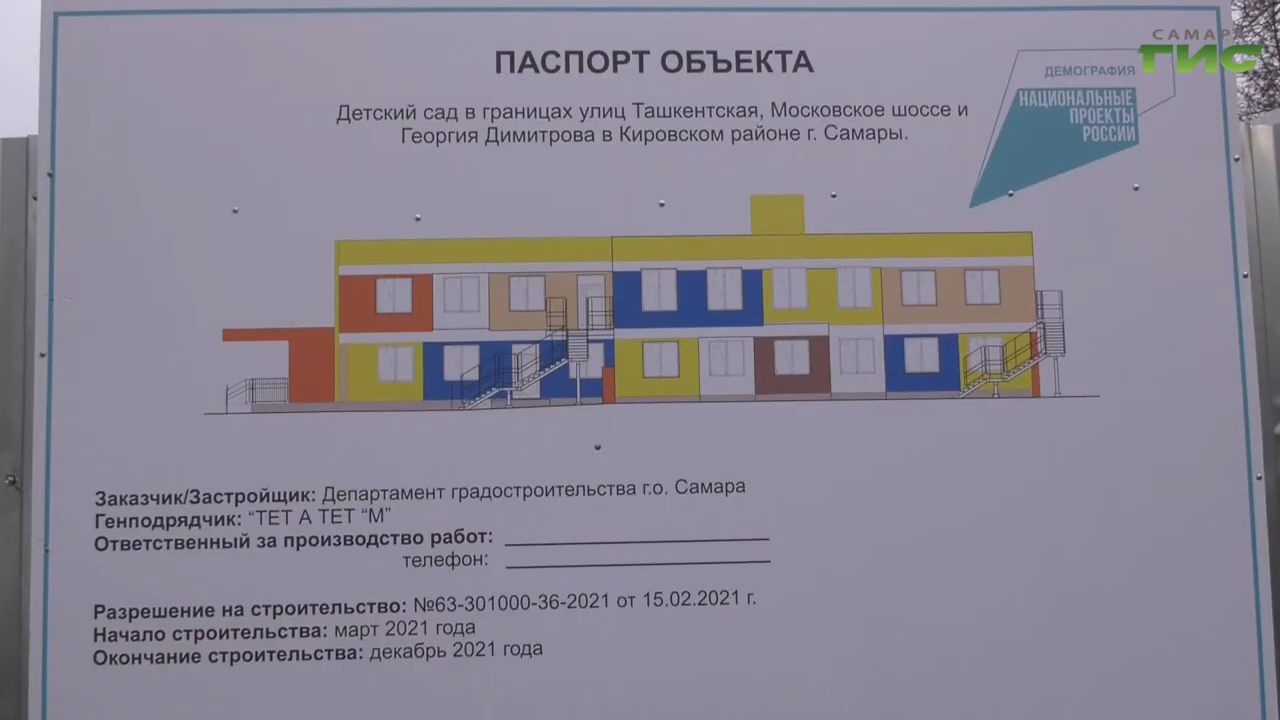 САМАРА
ГИС
ПАСПОРТ ОБЪЕКТА
ДЕМОГРАФИЯ
НАЦИОНАЛЬНЫЕ
ПРОЕКТЫ
РОССИИ
Детский сад в границах улиц Ташкентская, Московское шоссе и
Георгия Димитрова в Кировском районе г. Самары.
Заказчик/Застройщик: Департамент градостроительства г.о. Самара
Генподрядчик: “ТЕТ А ТЕТ “М”
Ответственный за производство работ:
телефон:
Разрешение на строительство: №63-301000-36-2021 от 15.02.2021 г.
Начало строительства: март 2021 года
Окончание строительства: декабрь 2021 года